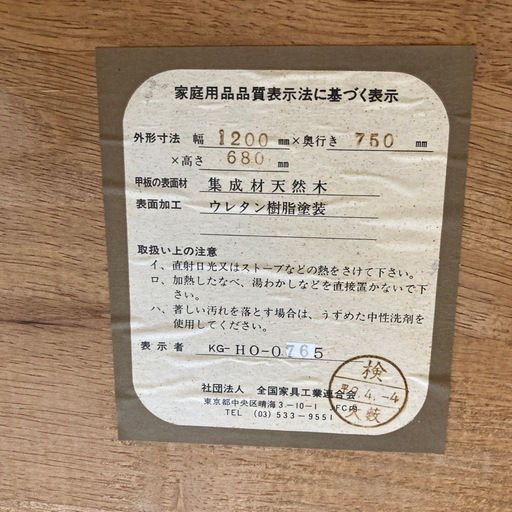 家庭用品品質表示法に基づく表示
外形寸法 幅 1200 mm ×奥行き 750 mm
×高さ 680 mm
甲板の表面材 集成材天然木
表面加工 ウレタン樹脂塗装
取扱い上の注意
イ、直射日光又はストーブなどの熱をさけて下さい。
ロ、加熱したなべ、湯わかしなどを直接置かないで下
さい。
ハ、著しい汚れを落とす場合は、うすめた中性洗剤を
使用してください。
表示者 KG-HO-0765
社団法人 全国家具工業連合会
東京都中央区晴海3-10-1 JFC内
TEL (03) 533-9551
検
4.-4